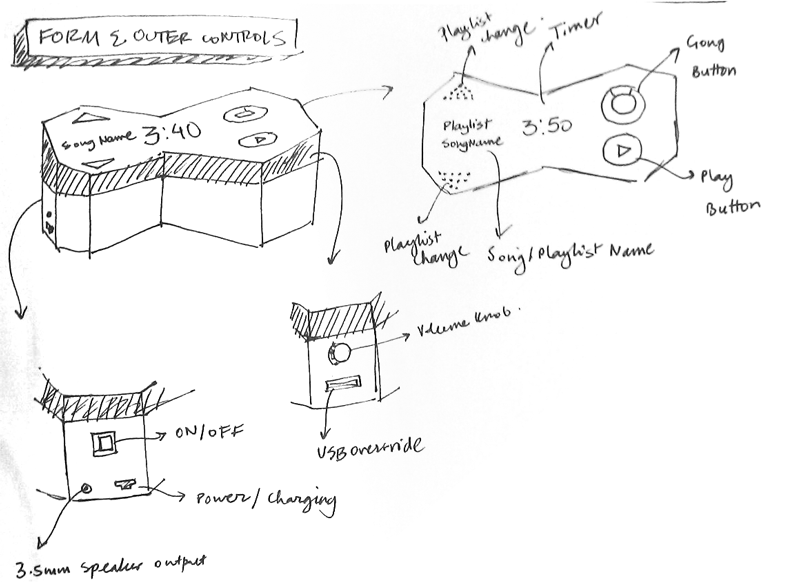 FORM & OUTER CONTROLS
Song Name 3:40
Playlist
change.
Timer
Gong
Button
Playlist
SongName
3:50
Play
Button
Playlist
Change
Song/Playlist Name
Volume Knob.
USB override
ON/OFF
Power/Charging
3.5mm Speaker output